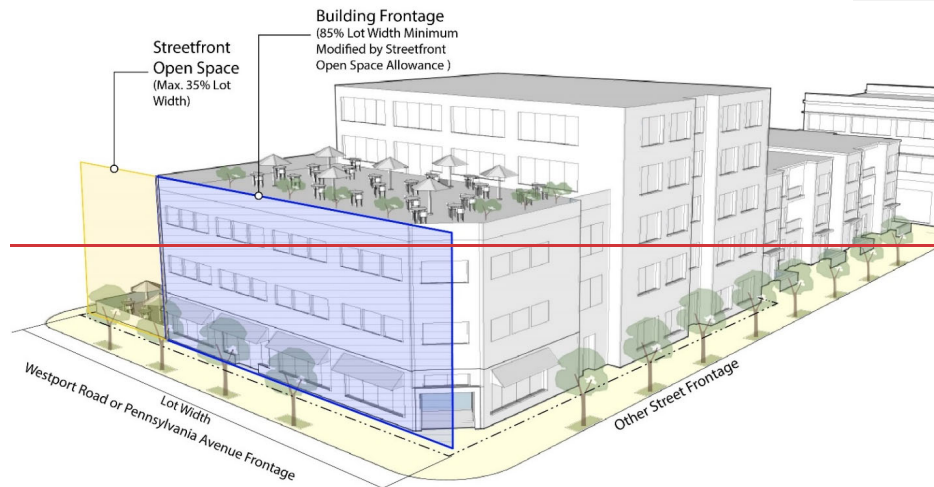 Building Frontage
(85% Lot Width Minimum
Modified by Streetfront
Open Space Allowance )
Streetfront
Open Space
(Max. 35% Lot
Width)
Lot Width
Westport Road or Pennsylvania Avenue Frontage
Other Street Frontage